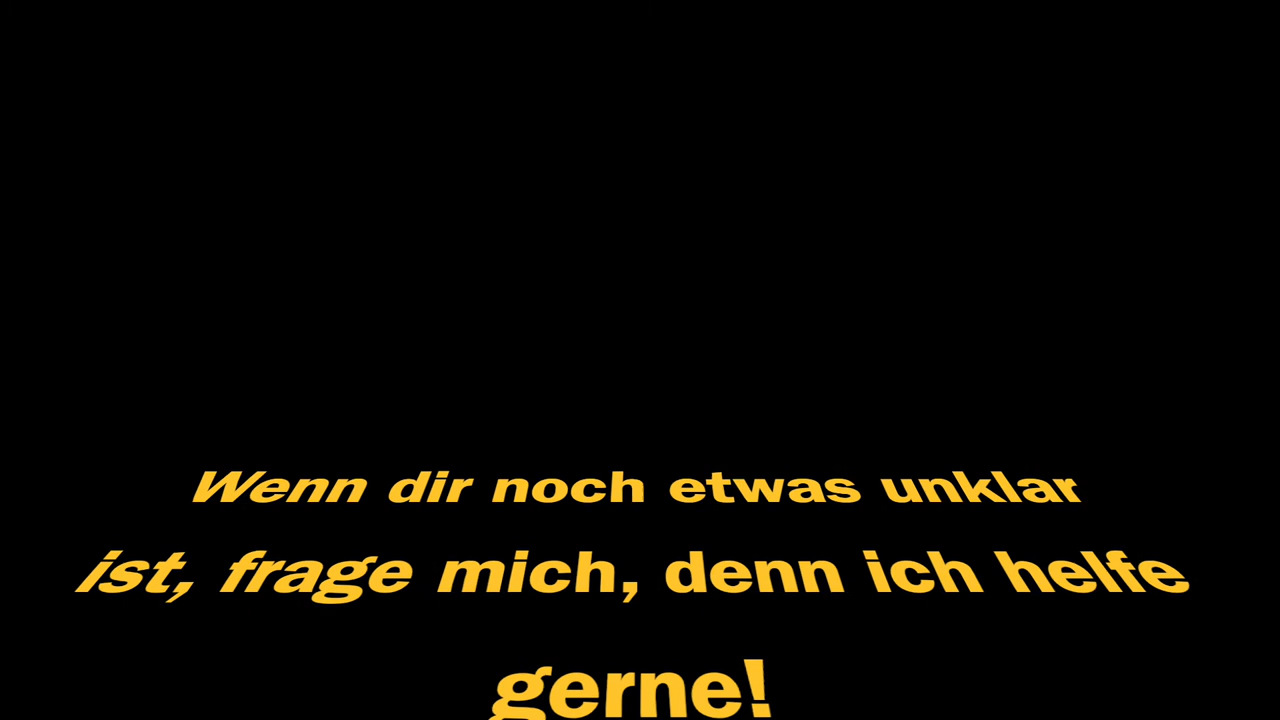 Wenn dir noch etwas unklar
ist, frage mich, denn ich helfe
gerne!